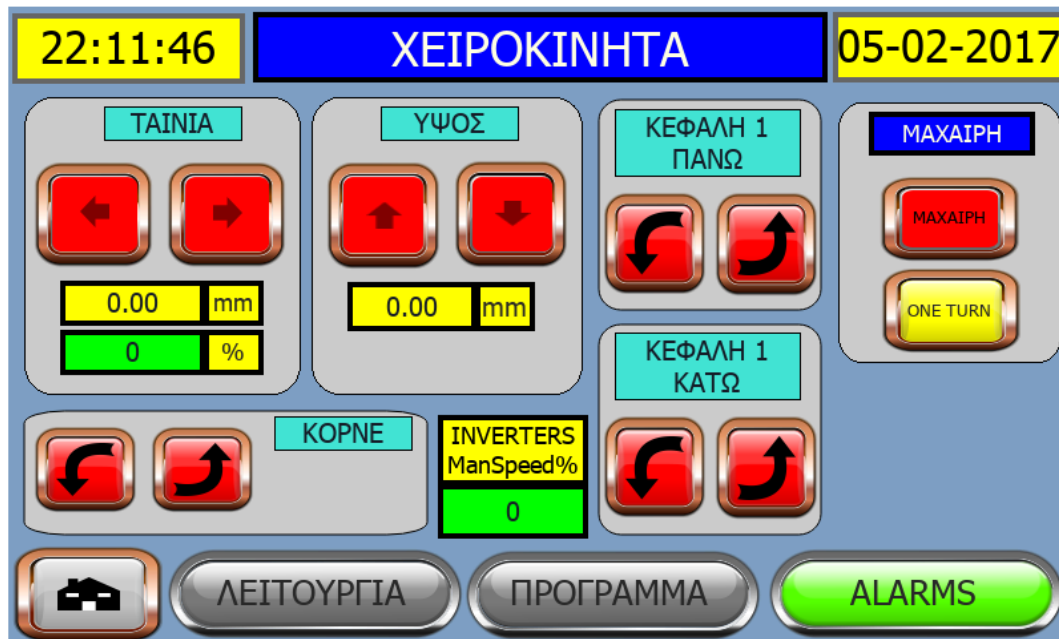 22:11:46
ΧΕΙΡΟΚΙΝΗΤΑ
05-02-2017
ΤΑΙΝΙΑ
0.00 mm
0 %
ΥΨΟΣ
0.00 mm
ΚΕΦΑΛΗ 1
ΠΑΝΩ
ΜΑΧΑΙΡΗ
ΜΑΧΑΙΡΗ
ONE TURN
ΚΕΦΑΛΗ 1
ΚΑΤΩ
ΚΟΡΝΕ
INVERTERS
ManSpeed%
0
ΛΕΙΤΟΥΡΓΙΑ
ΠΡΟΓΡΑΜΜΑ
ALARMS